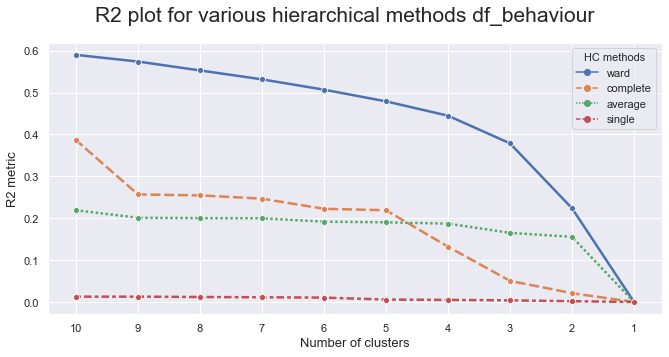 R2 plot for various hierarchical methods df_behaviour
HC methods
ward
complete
average
single
R2 metric
0.6
0.5
0.4
0.3
0.2
0.1
0.0
10 9 8 7 6 5 4 3 2 1
Number of clusters